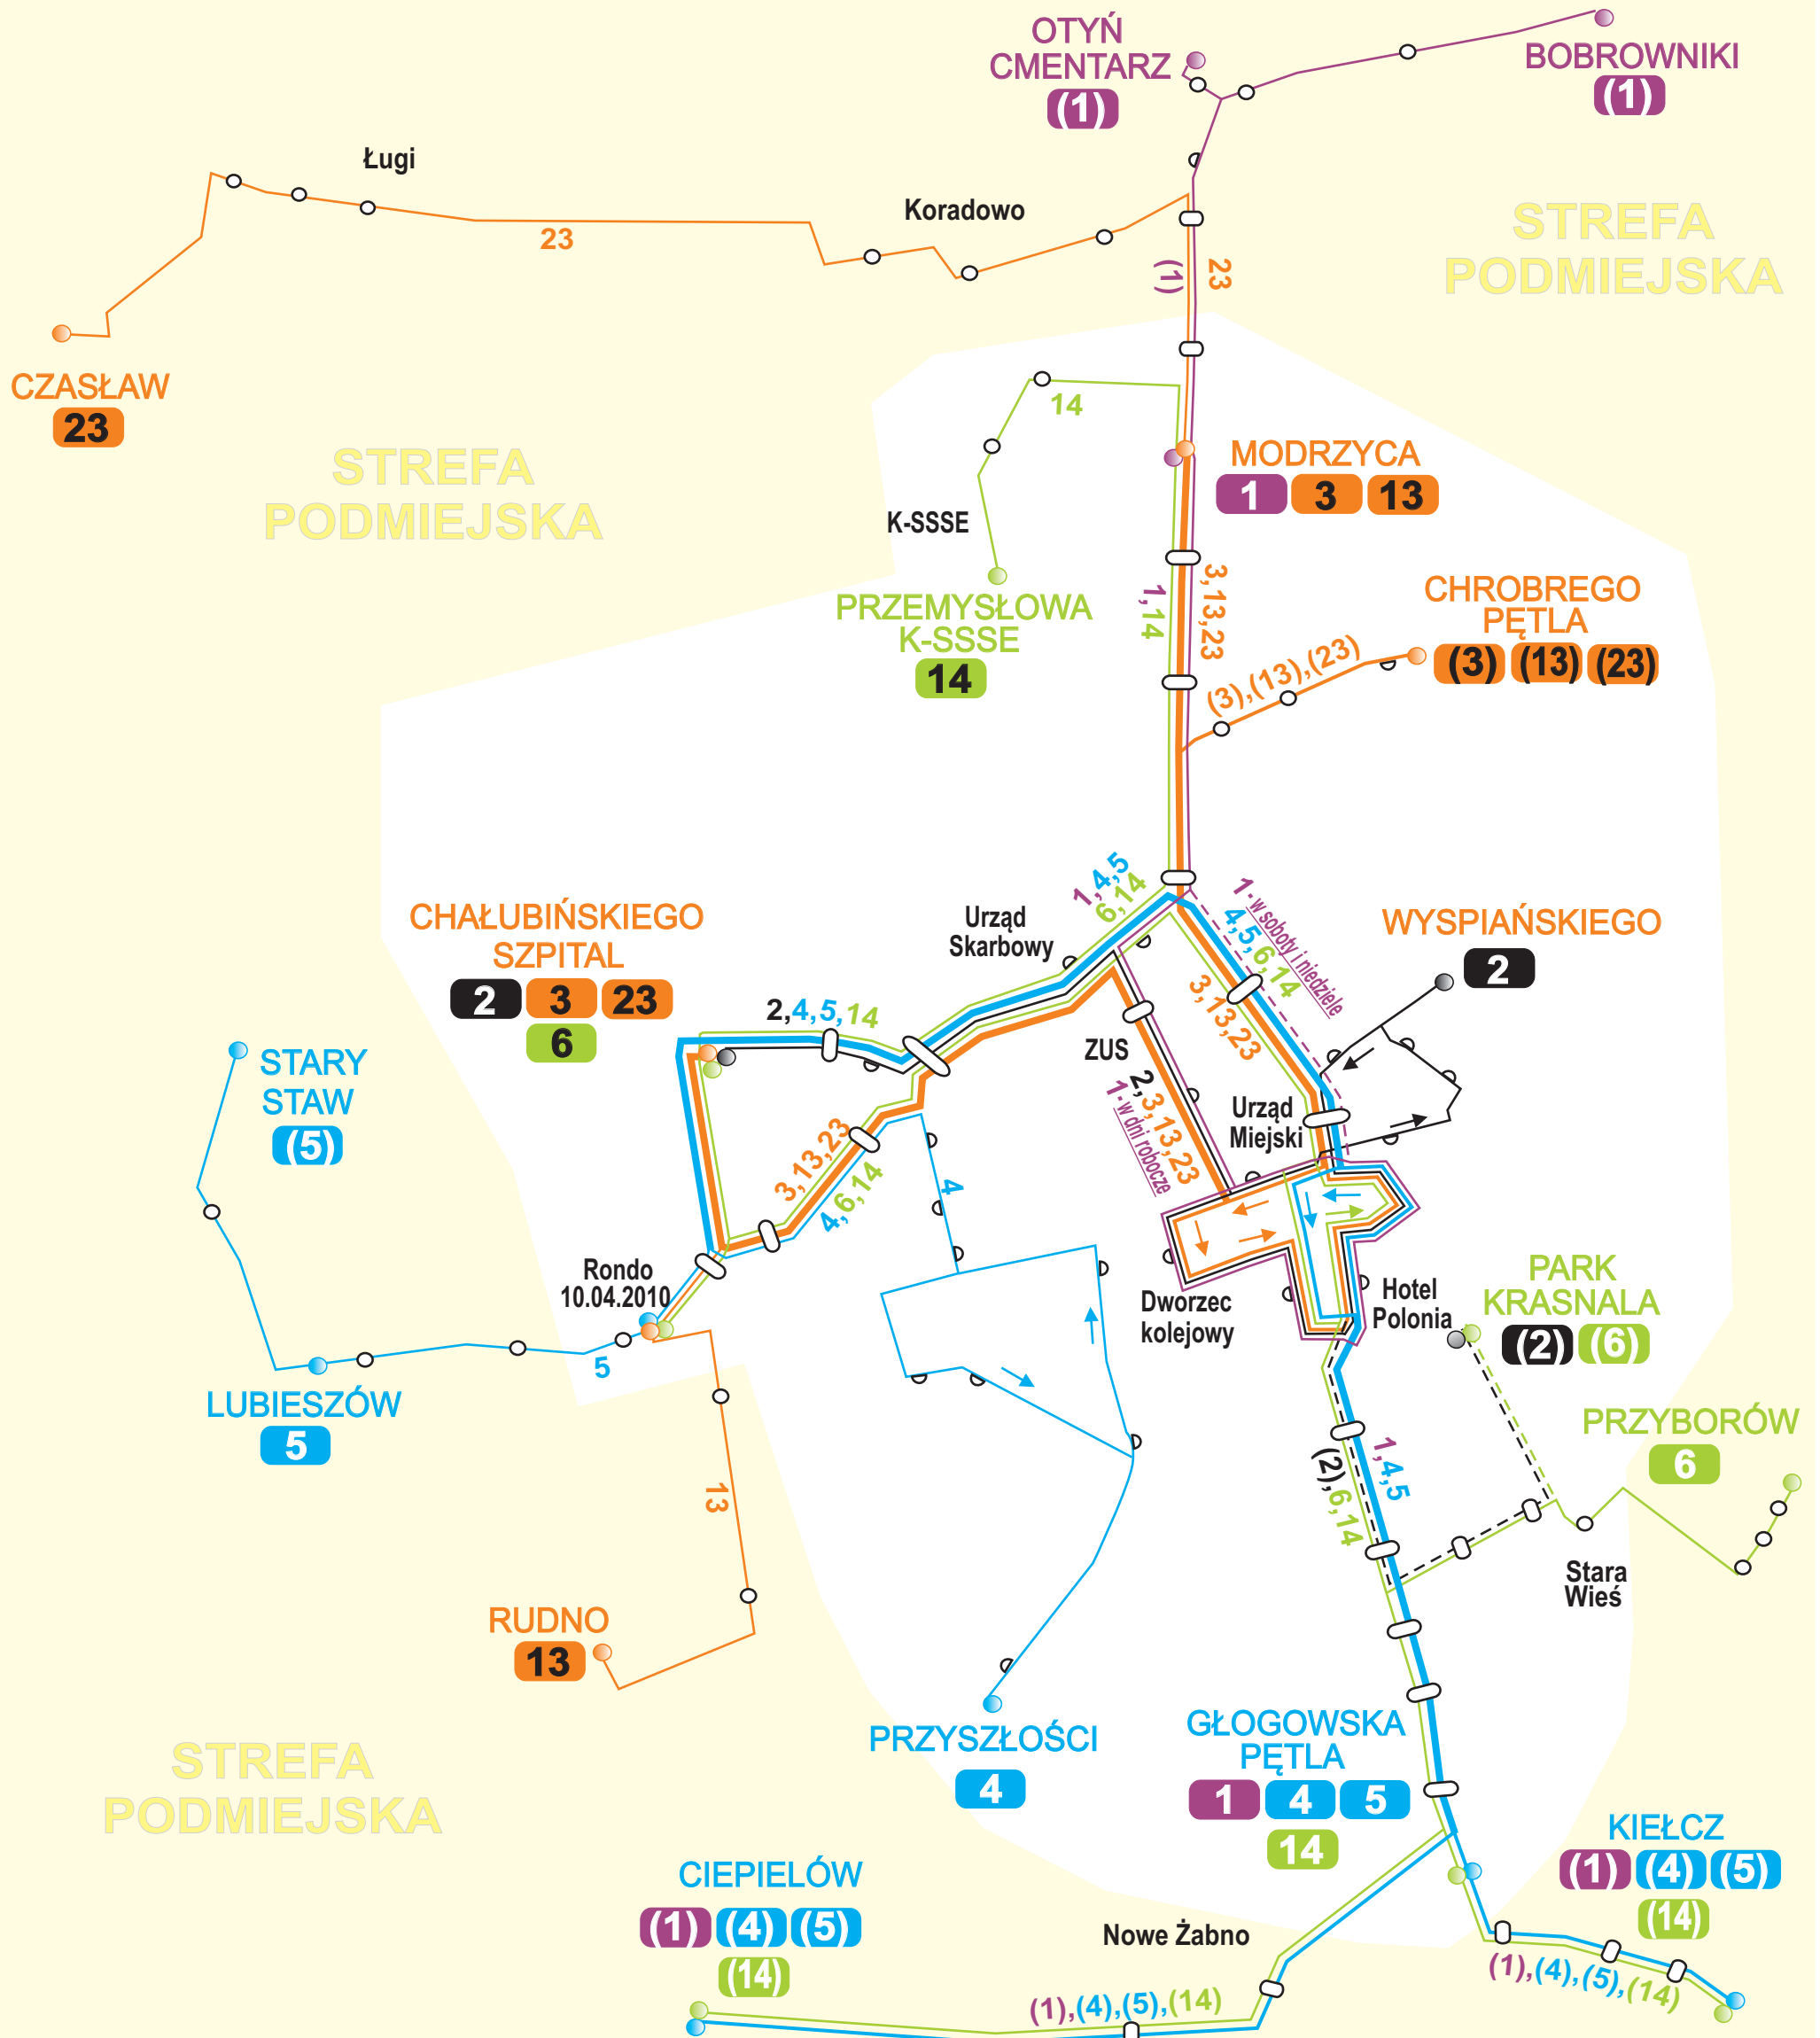 OTYŃ
CMENTARZ
(1)
BOBROWNIKI
(1)
Ługi
Koradowo
23
STREFA
PODMIEJSKA
23
(1)
CZASŁAW
23
14
STREFA
PODMIEJSKA
MODRZYCA
1 3 13
K-SSSE
PRZEMYSŁOWA
K-SSSE
14
1,14
3,13,23
CHROBREGO
PĘTLA
(3) (13) (23)
(3),(13),(23)
1,4,5
6,14
1- w soboty i niedziele
4,5,6,14
3,13,23
CHAŁUBIŃSKIEGO
SZPITAL
2 3 23
6
Urząd
Skarbowy
WYSPIAŃSKIEGO
2
2,4,5,14
ZUS
2,3,13,23
1- w dni robocze
STARY
STAW
(5)
Urząd
Miejski
3,13,23
4,6,14
4
Rondo
10.04.2010
Dworzec
kolejowy
Hotel
Polonia
PARK
KRASNALA
(2) (6)
5
LUBIESZÓW
5
PRZYBORÓW
6
1,4,5
(2),6,14
13
Stara
Wieś
RUDNO
13
STREFA
PODMIEJSKA
PRZYSZŁOŚCI
4
GŁOGOWSKA
PĘTLA
1 4 5
14
KIEŁCZ
(1) (4) (5)
(14)
CIEPIELÓW
(1) (4) (5)
(14)
Nowe Żabno
(1),(4),(5),(14)
(1),(4),(5),(14)